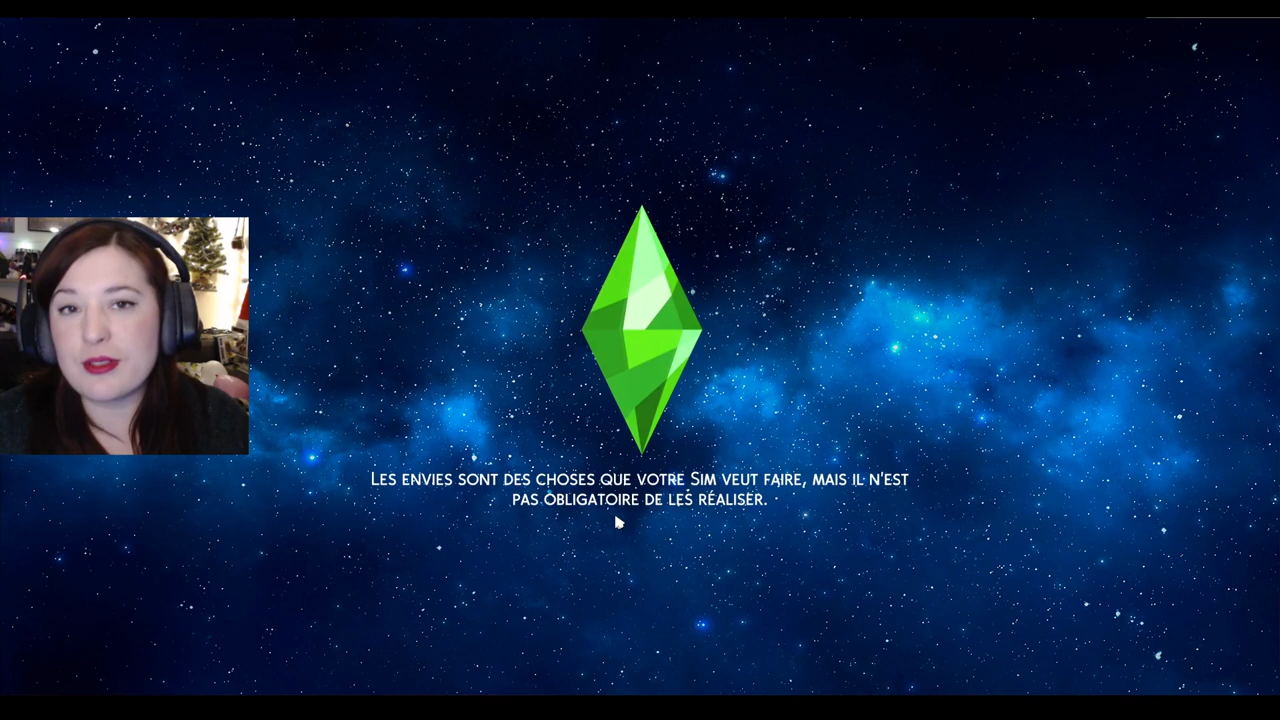 Les envies sont des choses que votre Sim veut faire, mais il n'est
pas obligatoire de les réaliser.